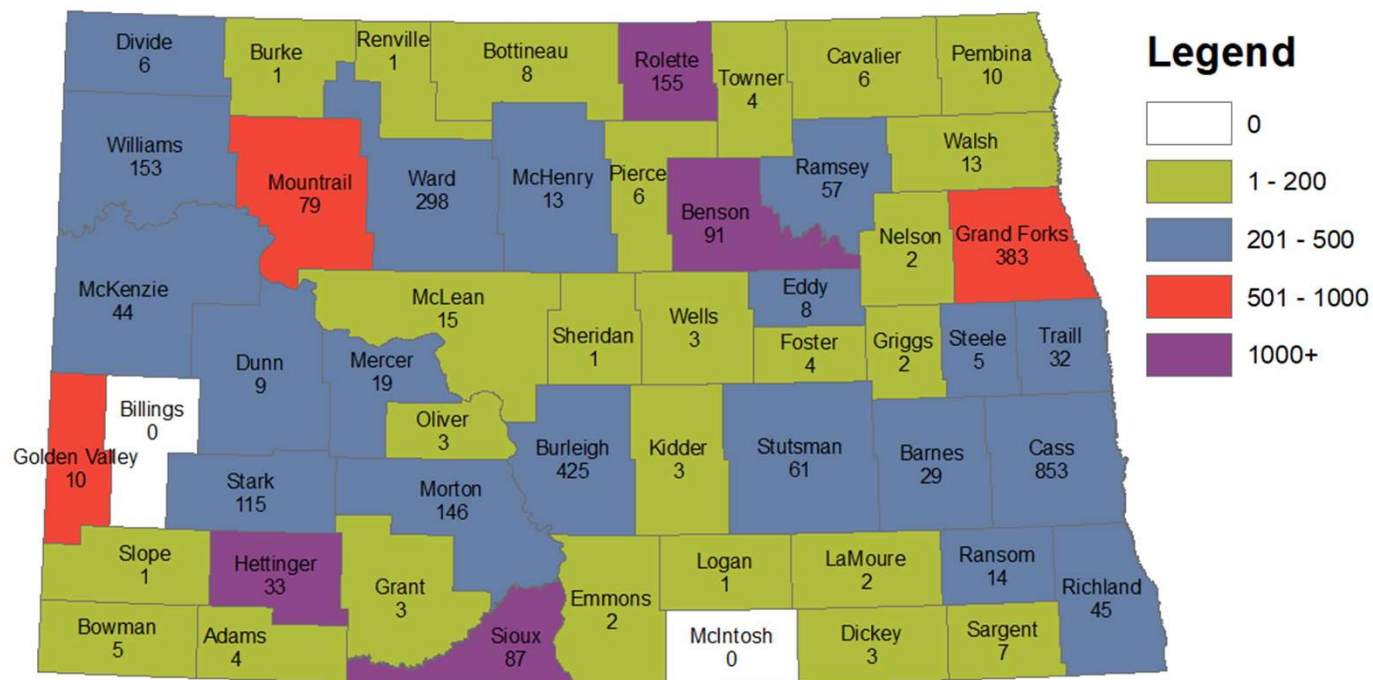 Legend
0
1 - 200
201 - 500
501 - 1000
1000+
Divide
6
Burke
1
Renville
1
Bottineau
8
Rolette
155
Towner
4
Cavalier
6
Pembina
10
Williams
153
Mountrail
79
Ward
298
McHenry
13
Pierce
6
Benson
91
Ramsey
57
Walsh
13
Nelson
2
Grand Forks
383
McKenzie
44
McLean
15
Sheridan
1
Wells
3
Eddy
8
Foster
4
Griggs
2
Steele
5
Traill
32
Dunn
9
Mercer
19
Oliver
3
Golden Valley
10
Billings
0
Burleigh
425
Kidder
3
Stutsman
61
Barnes
29
Cass
853
Stark
115
Morton
146
Slope
1
Hettinger
33
Grant
3
Emmons
2
Logan
1
LaMoure
2
Ransom
14
Richland
45
Bowman
5
Adams
4
Sioux
87
McIntosh
0
Dickey
3
Sargent
7